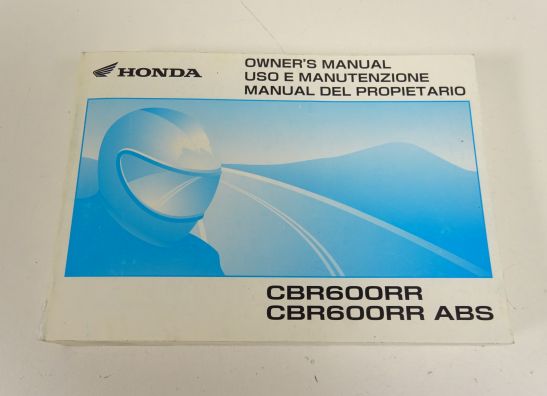 HONDA
OWNER'S MANUAL
USO E MANUTENZIONE
MANUAL DEL PROPIETARIO
CBR600RR
CBR600RR ABS